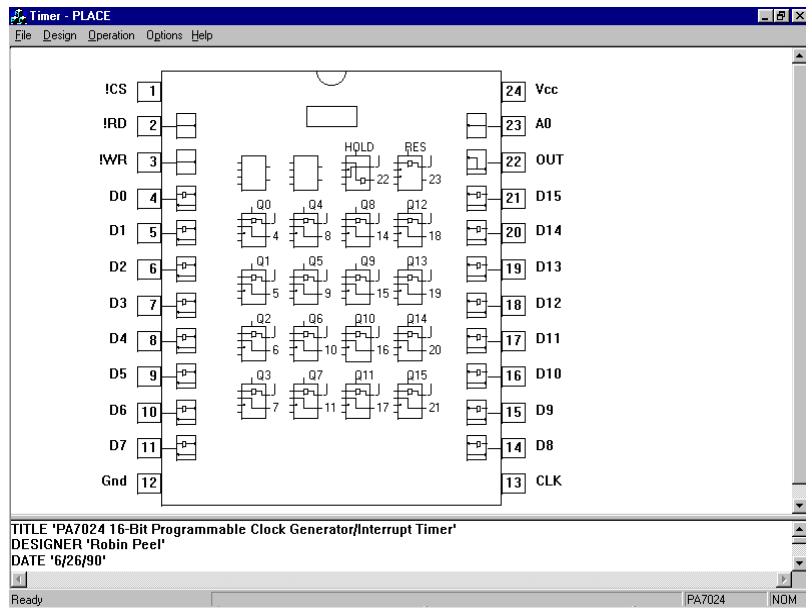 Timer - PLACE
File Design Operation Options Help
!CS 1 24 Vcc
!RD 2 23 A0
!WR 3 HOLD RES 22 OUT
22 23
D0 4 21 D15
Q0 Q4 Q8 Q12
D1 5 4 8 14 18 20 D14
D2 6 Q1 Q5 Q9 Q13 19 D13
5 9 15 19
D3 7 18 D12
Q2 Q6 Q10 Q14
D4 8 6 10 16 20 17 D11
D5 9 Q3 Q7 Q11 Q15 16 D10
7 11 17 21
D6 10 15 D9
D7 11 14 D8
Gnd 12 13 CLK
TITLE 'PA7024 16-Bit Programmable Clock Generator/Interrupt Timer'
DESIGNER 'Robin Peel'
DATE '6/26/90'
Ready PA7024 NOM